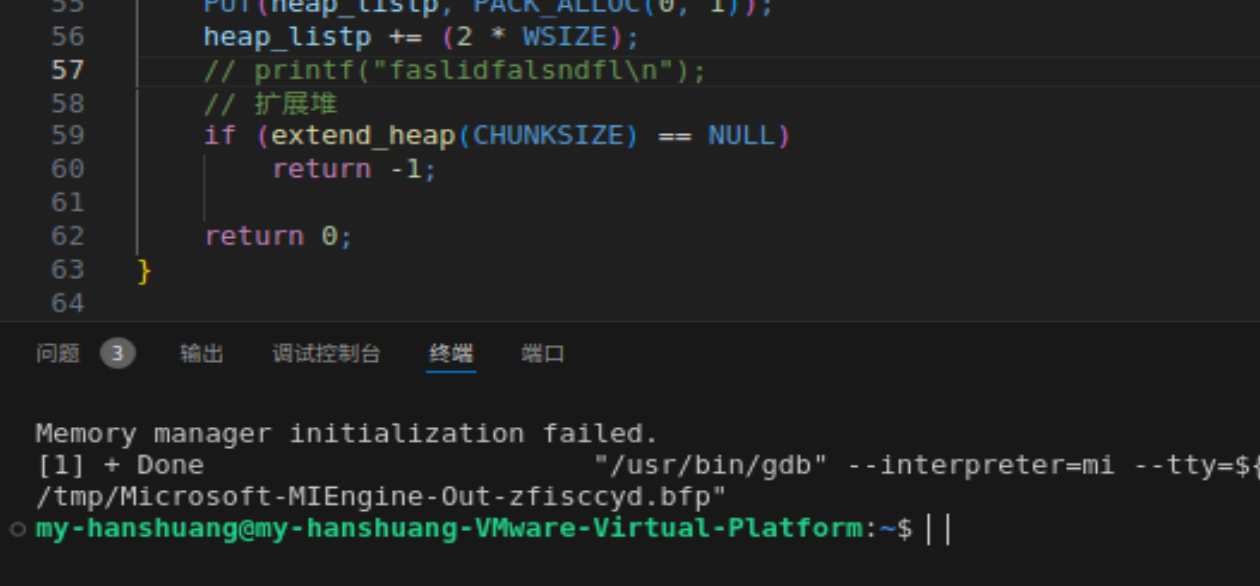 55 PUT(heap_listp, PACK_ALLOC(0, 1));
56 heap_listp += (2 * WSIZE);
57 // printf("faslidfalsndfl\n");
58 // 扩展堆
59 if (extend_heap(CHUNKSIZE) == NULL)
60 return -1;
61
62 return 0;
63 }
64
问题 3 输出 调试控制台 终端 端口
Memory manager initialization failed.
[1] + Done "/usr/bin/gdb" --interpreter=mi --tty=${
/tmp/Microsoft-MIEngine-Out-zfisccyd.bfp"
my-hanshuang@my-hanshuang-VMware-Virtual-Platform:~$